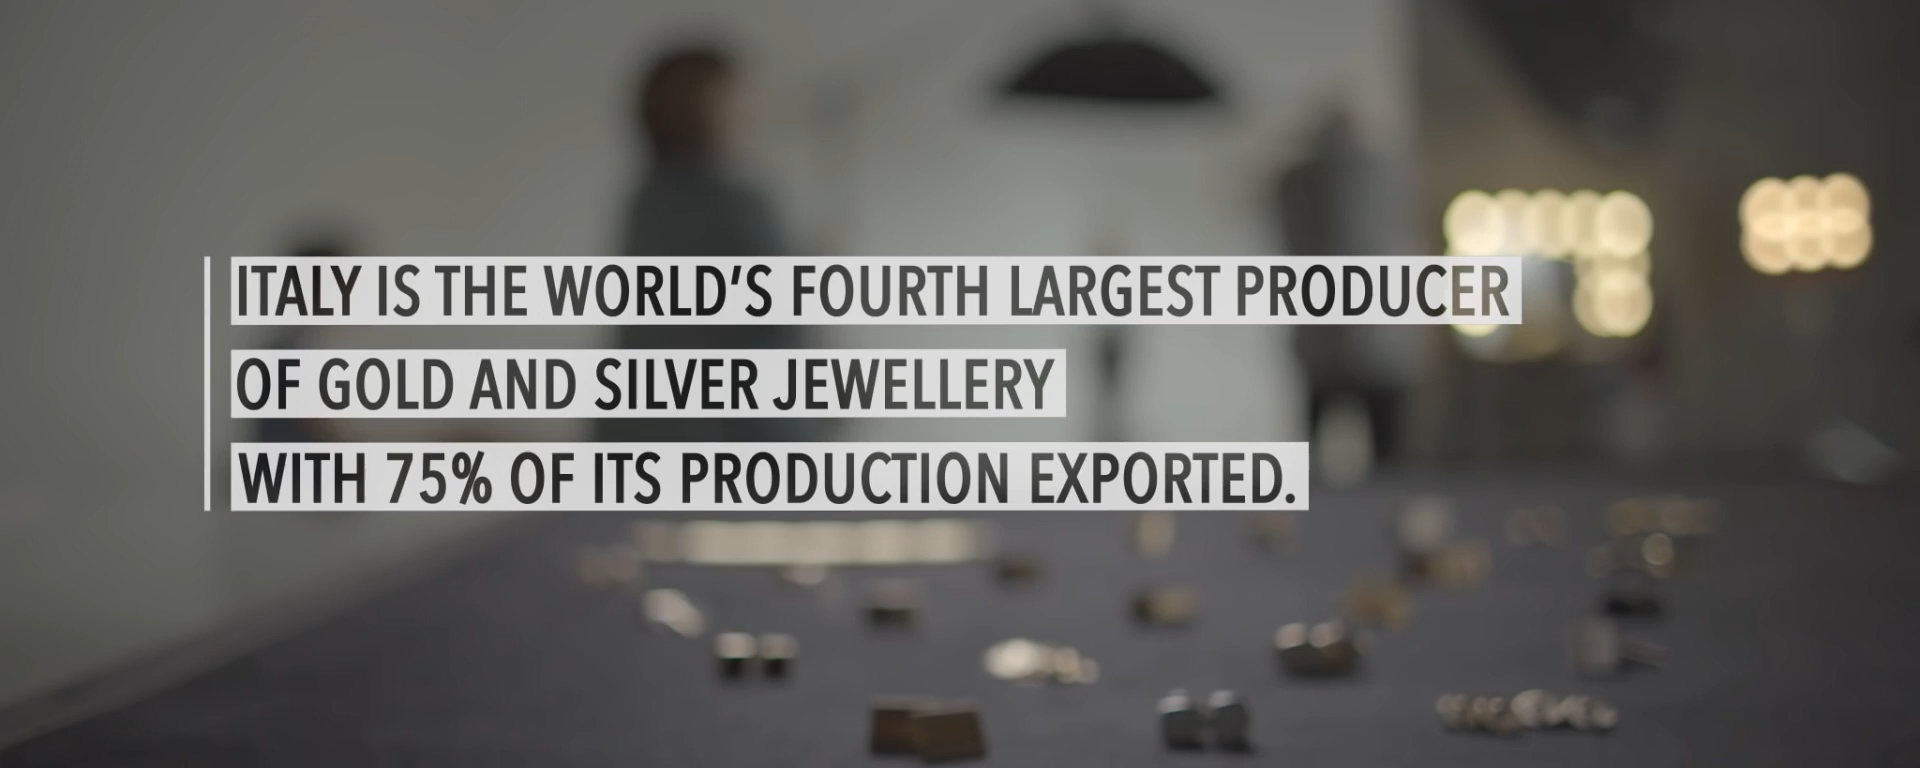 ITALY IS THE WORLD'S FOURTH LARGEST PRODUCER
OF GOLD AND SILVER JEWELLERY
WITH 75% OF ITS PRODUCTION EXPORTED.